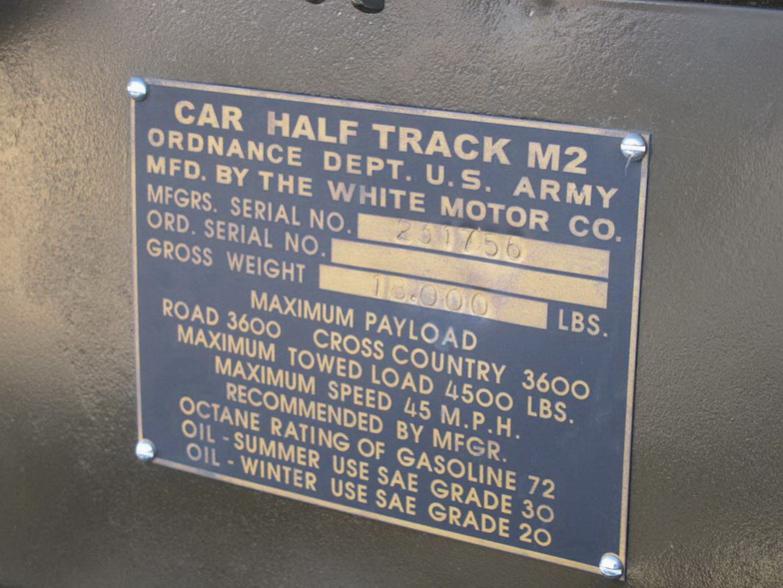 CAR HALF TRACK M2
ORDNANCE DEPT. U.S. ARMY
MFD. BY THE WHITE MOTOR CO.
MFGRS. SERIAL NO. 231756
ORD. SERIAL NO.
GROSS WEIGHT LBS.
MAXIMUM PAYLOAD
ROAD 3600 CROSS COUNTRY 3600
MAXIMUM TOWED LOAD 4500 LBS.
MAXIMUM SPEED 45 M.P.H.
RECOMMENDED BY MFGR.
OCTANE RATING OF GASOLINE 72
OIL - SUMMER USE SAE GRADE 30
OIL - WINTER USE SAE GRADE 20